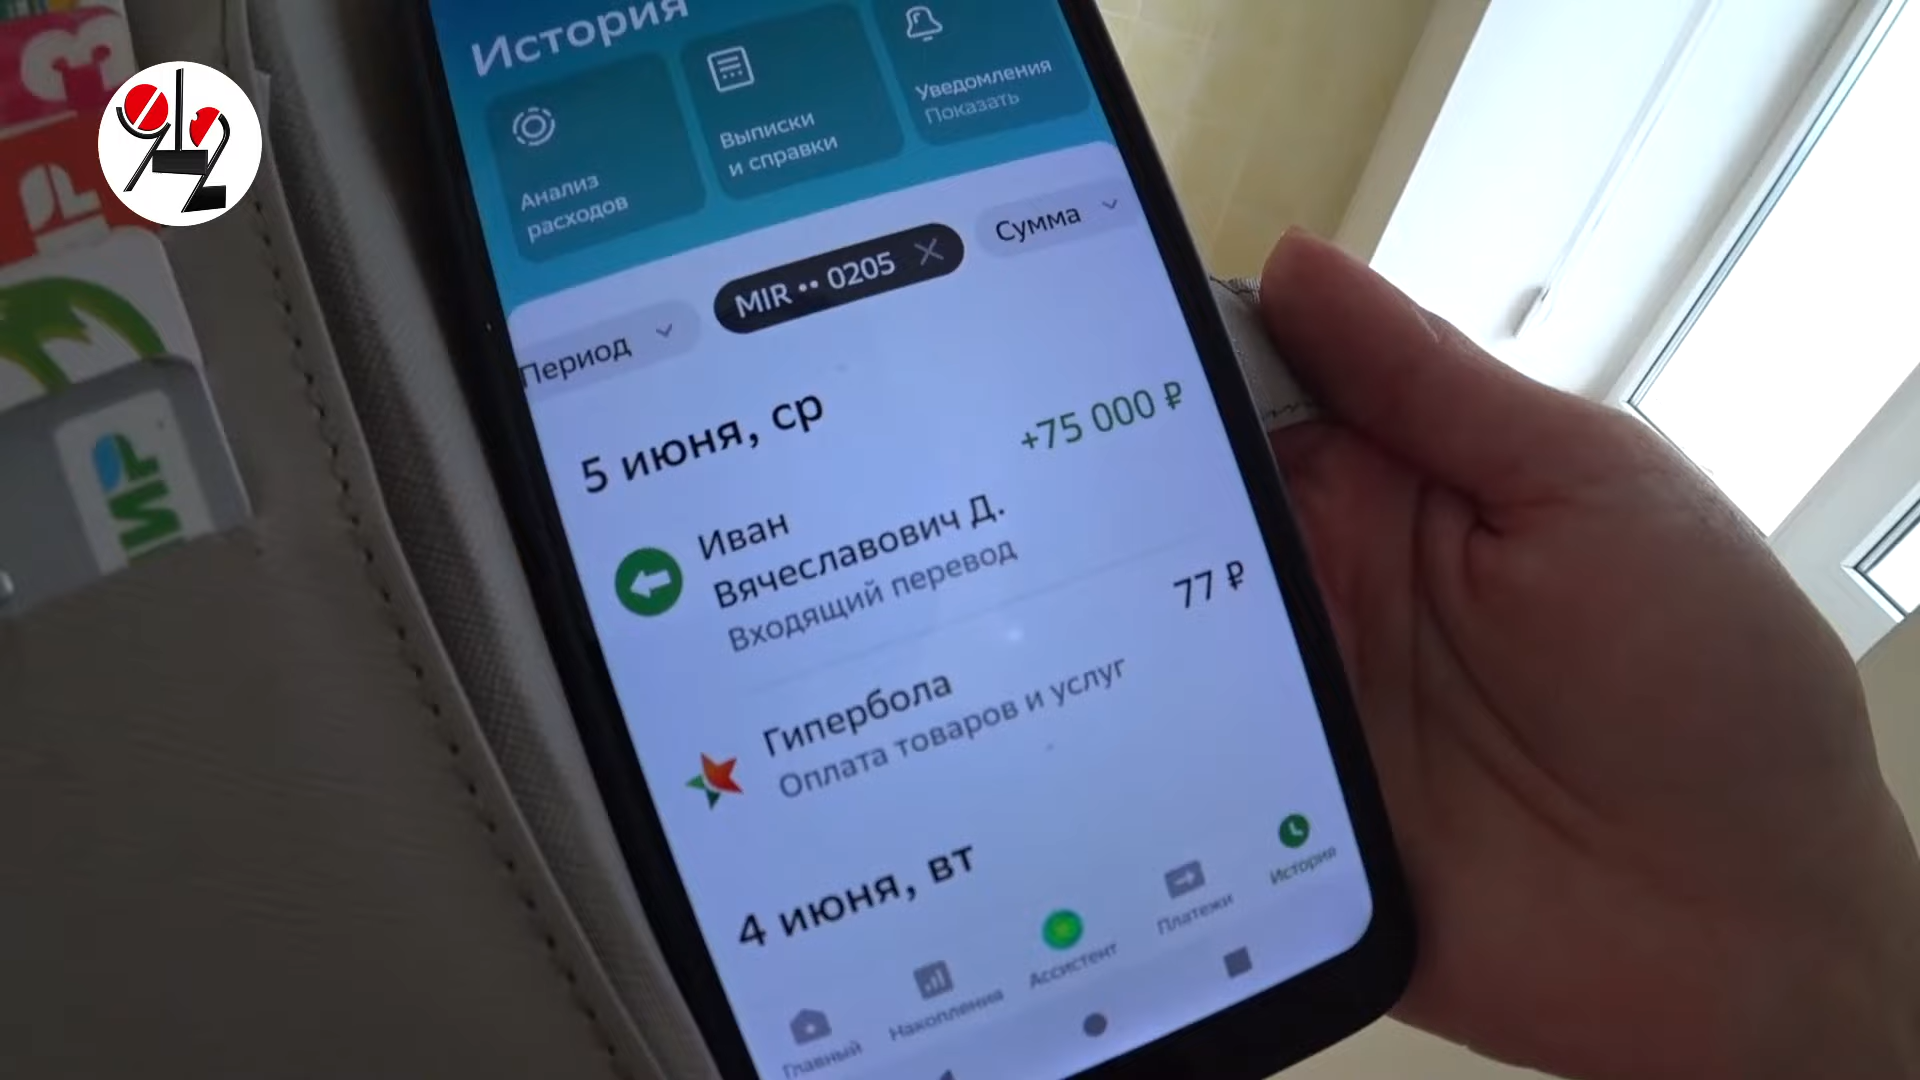 История
Анализ
расходов
Выписки
и справки
Уведомления
Показать
Период
MIR •• 0205
Сумма
5 июня, ср
+75 000 ₽
Иван
Вячеславович Д.
Входящий перевод
77 ₽
Гипербола
Оплата товаров и услуг
4 июня, вт
Главный
Накопления
Ассистент
Платежи
История